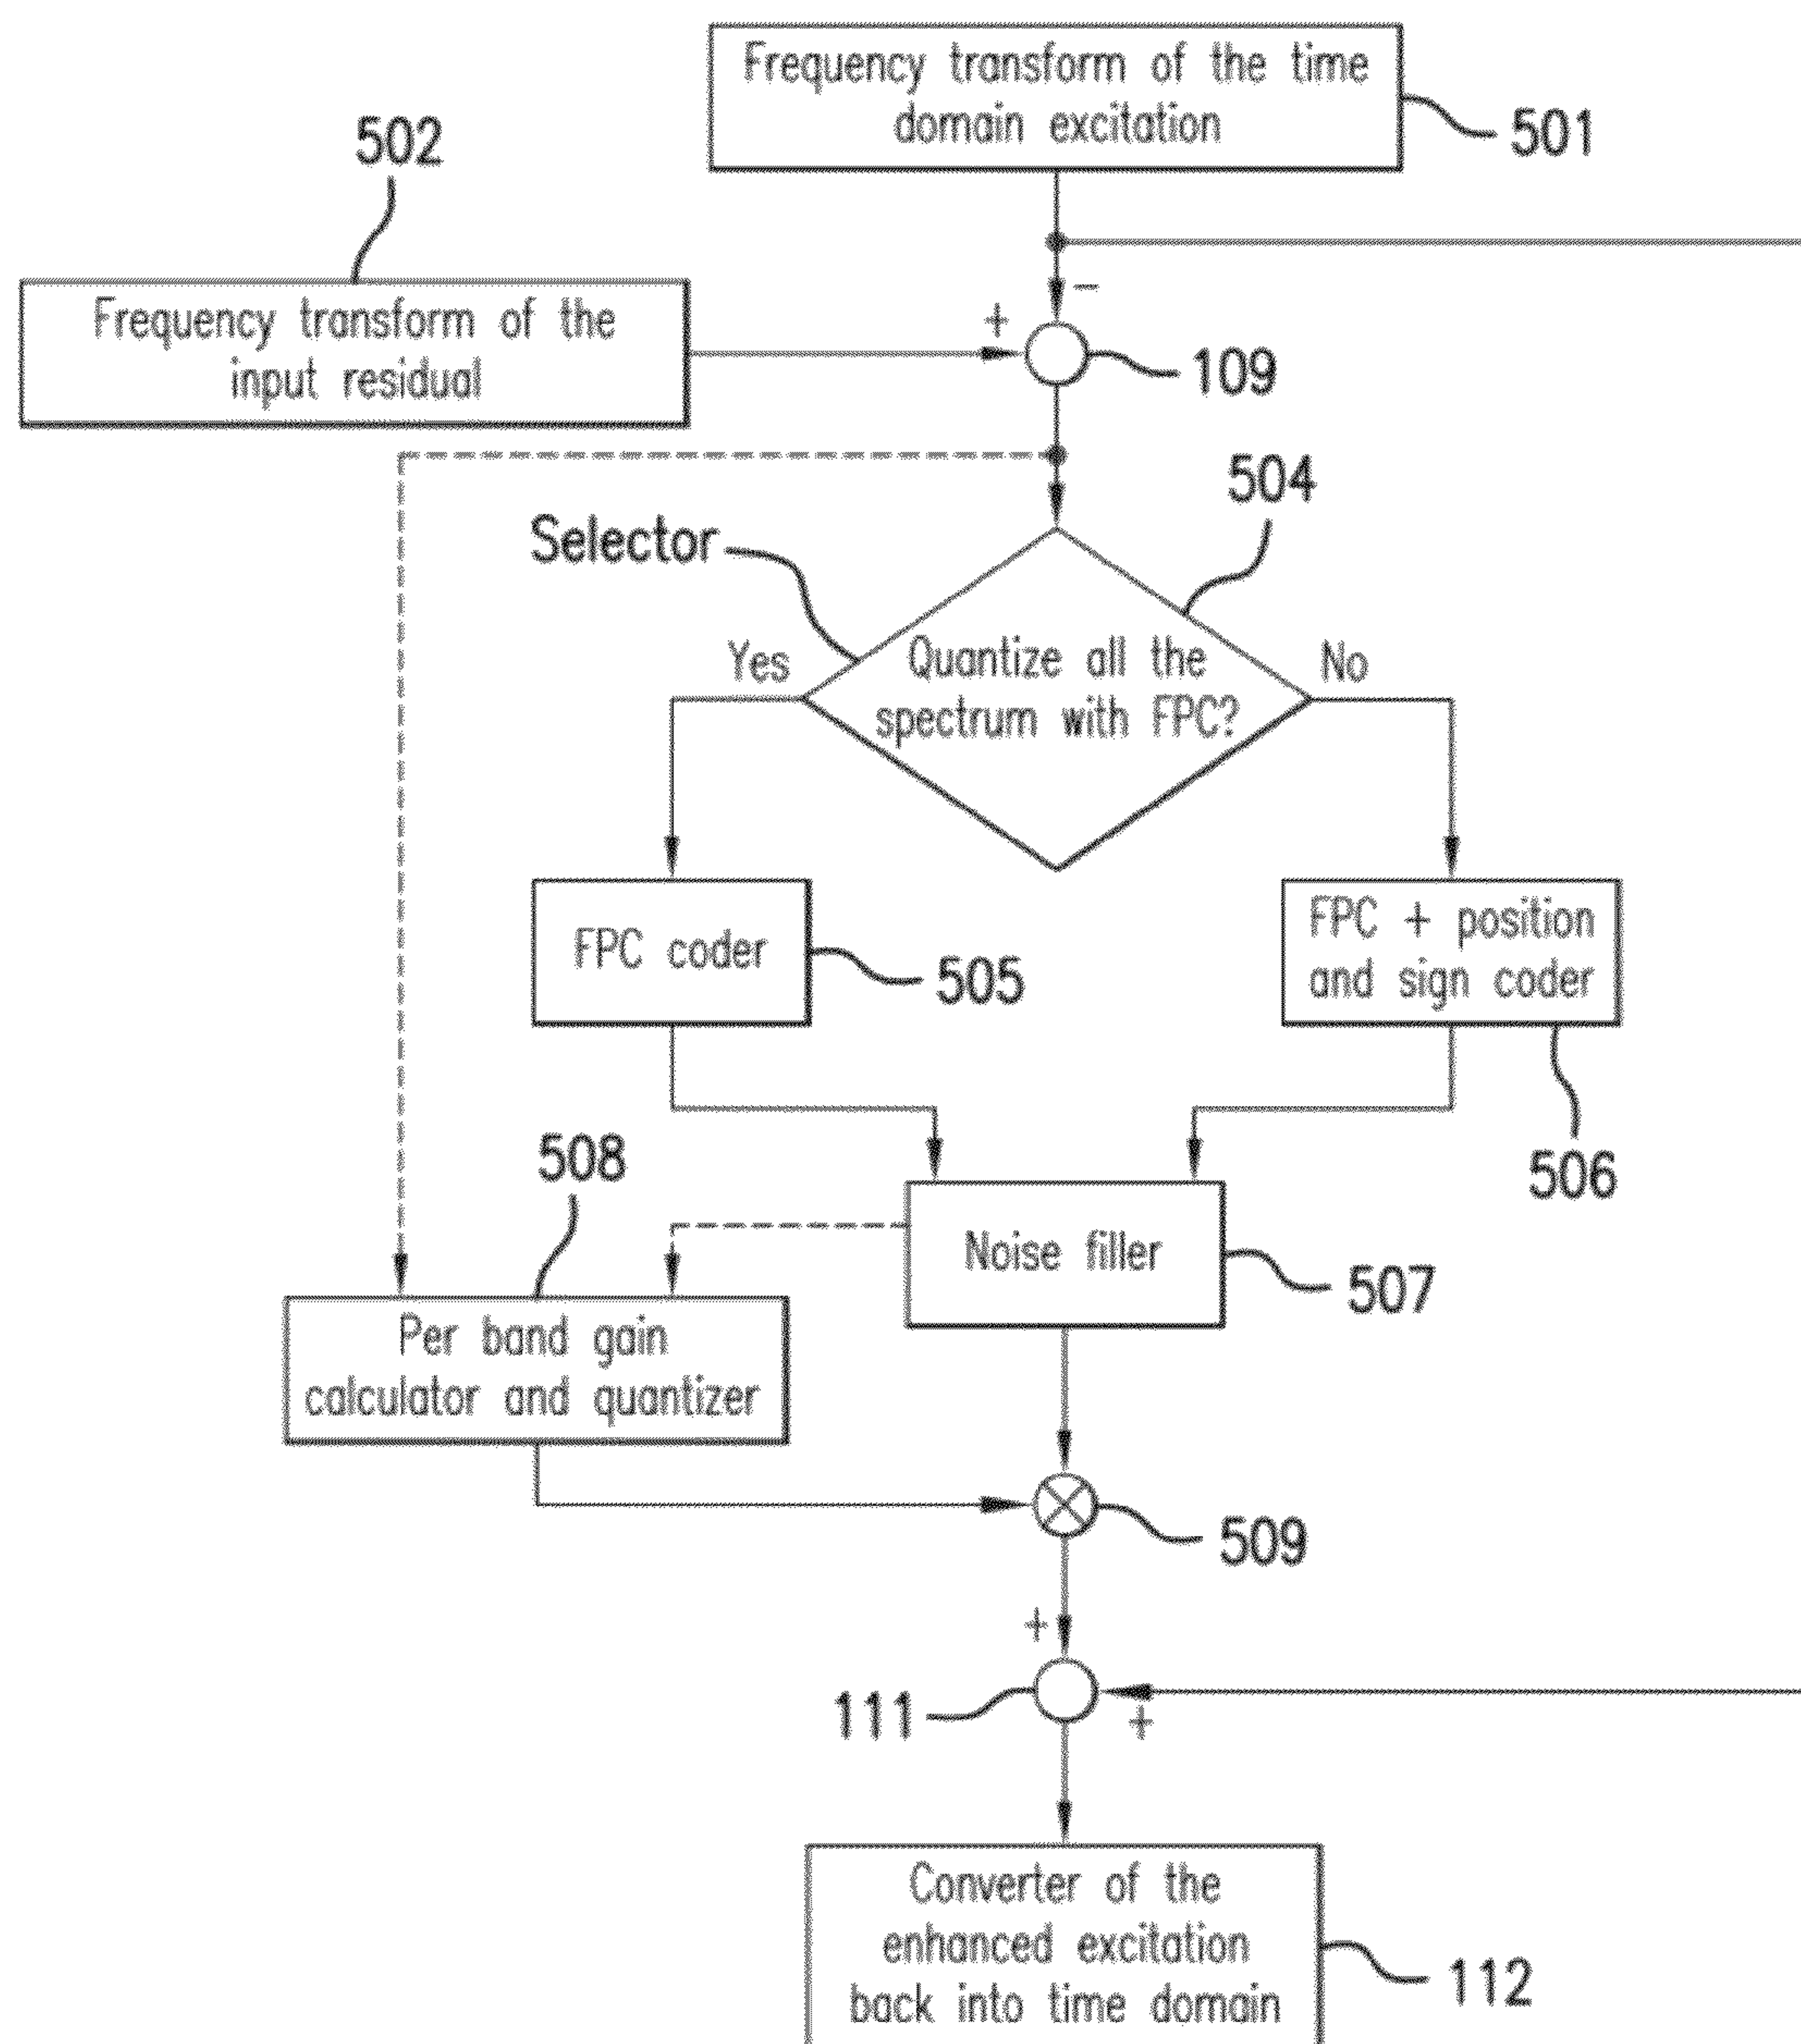 Frequency transform of the time
domain excitation
501
502
Frequency transform of the
input residual
−
+
109
504
Selector
Yes
Quantize all the
spectrum with FPC?
No
FPC coder
505
FPC + position
and sign coder
506
508
Noise filler
507
Per band gain
calculator and quantizer
509
+
111
+
Converter of the
enhanced excitation
back into time domain
112